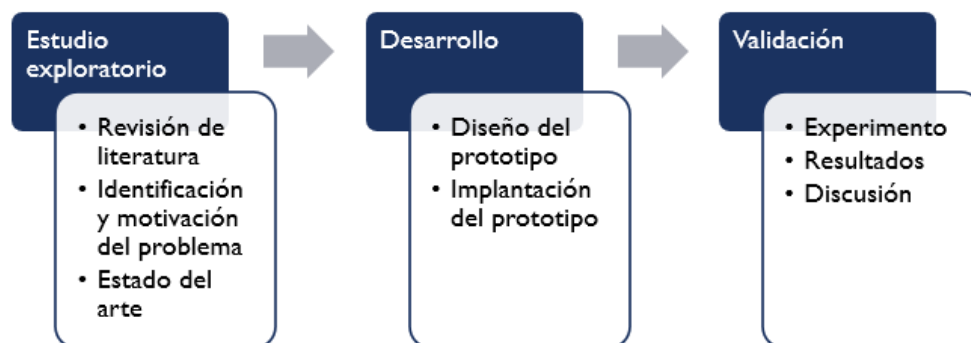 Estudio
exploratorio
• Revisión de
literatura
• Identificación
y motivación
del problema
• Estado del
arte
Desarrollo
• Diseño del
prototipo
• Implantación
del prototipo
Validación
• Experimento
• Resultados
• Discusión